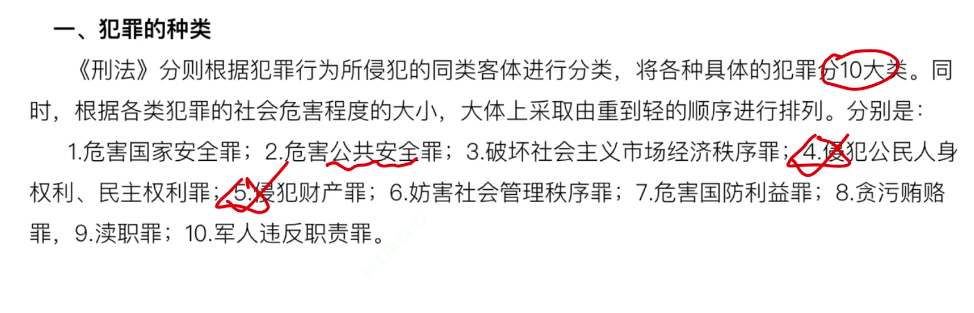 一、犯罪的种类
《刑法》分则根据犯罪行为所侵犯的同类客体进行分类，将各种具体的犯罪分10大类。同
时，根据各类犯罪的社会危害程度的大小，大体上采取由重到轻的顺序进行排列。分别是：
1.危害国家安全罪；2.危害公共安全罪；3.破坏社会主义市场经济秩序罪；4.侵犯公民人身
权利、民主权利罪；5.侵犯财产罪；6.妨害社会管理秩序罪；7.危害国防利益罪；8.贪污贿赂
罪，9.渎职罪；10.军人违反职责罪。